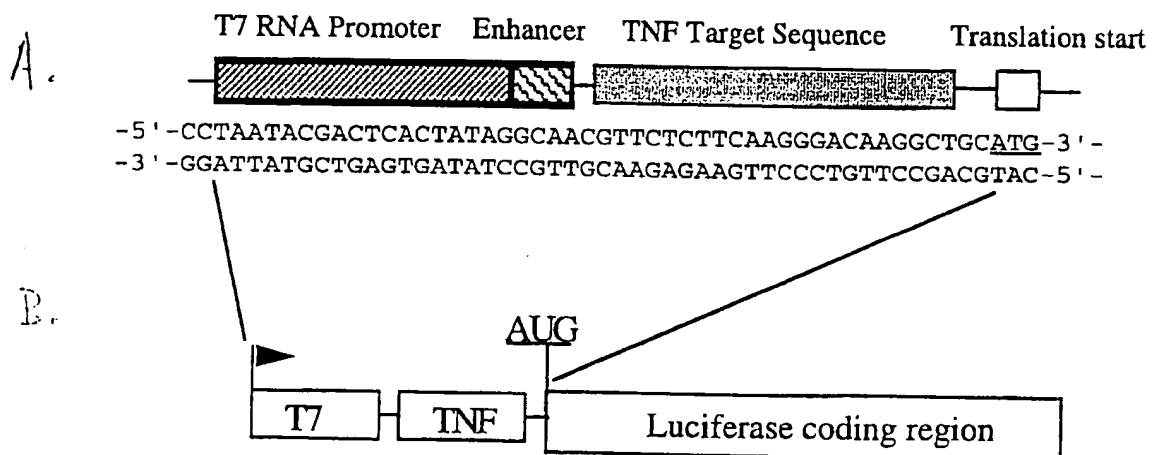 A.
T7 RNA Promoter Enhancer TNF Target Sequence Translation start
-5'-CCTAATACGACTCACTATAGGCAACGTTCTCTTCAAGGGACAAGGCTGCATG-3'-
-3'-GGATTATGCTGAGTGATATCCGTTGCAAGAGAAGTTCCCTGTTCCGACGTAC-5'-
B.
AUG
T7 TNF Luciferase coding region